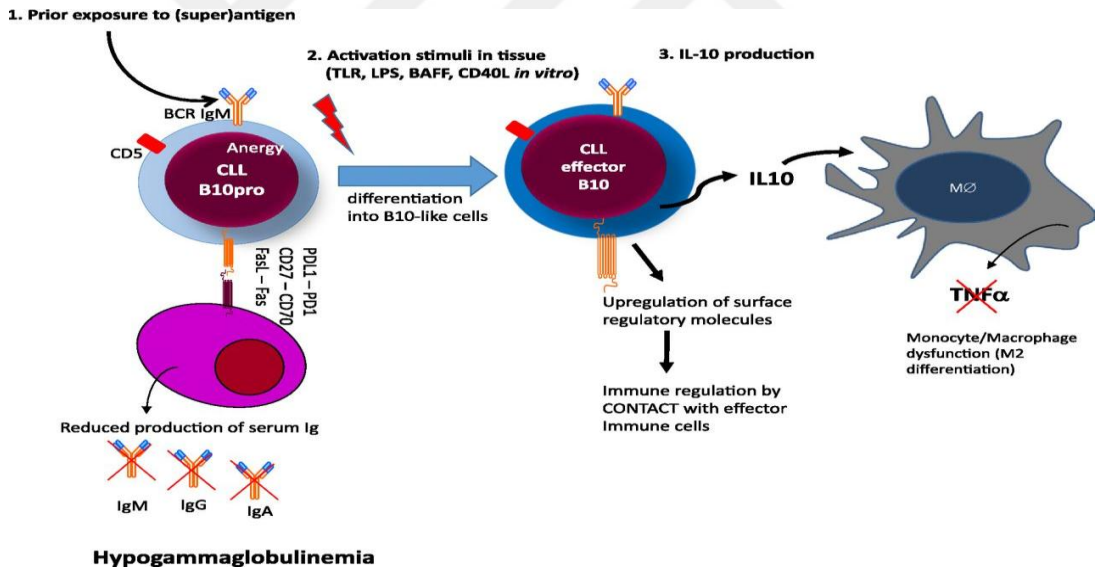 1. Prior exposure to (super)antigen
2. Activation stimuli in tissue
(TLR, LPS, BAFF, CD40L in vitro)
3. IL-10 production
BCR IgM
CD5
Anergy
CLL
B10pro
differentiation
into B10-like cells
CLL
effector
B10
IL10
MØ
TNFα
Monocyte/Macrophage
dysfunction (M2
differentiation)
PDL1 – PD1
CD27 – CD70
FasL – Fas
Upregulation of surface
regulatory molecules
Immune regulation by
CONTACT with effector
Immune cells
Reduced production of serum Ig
IgM
IgG
IgA
Hypogammaglobulinemia